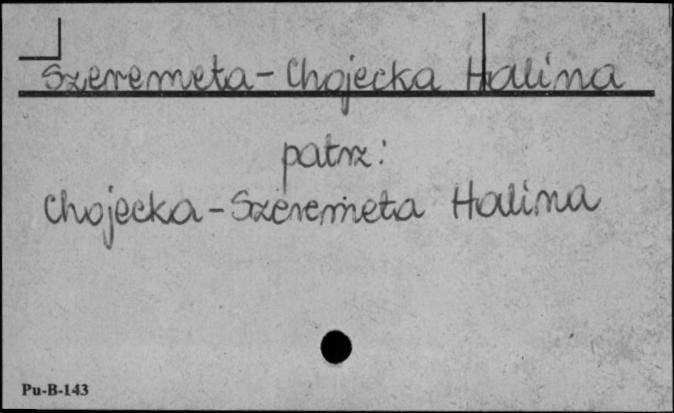 Szeremeta-Chojecka Halina
patrz:
Chojecka-Szeremeta Halina
Pu-B-143